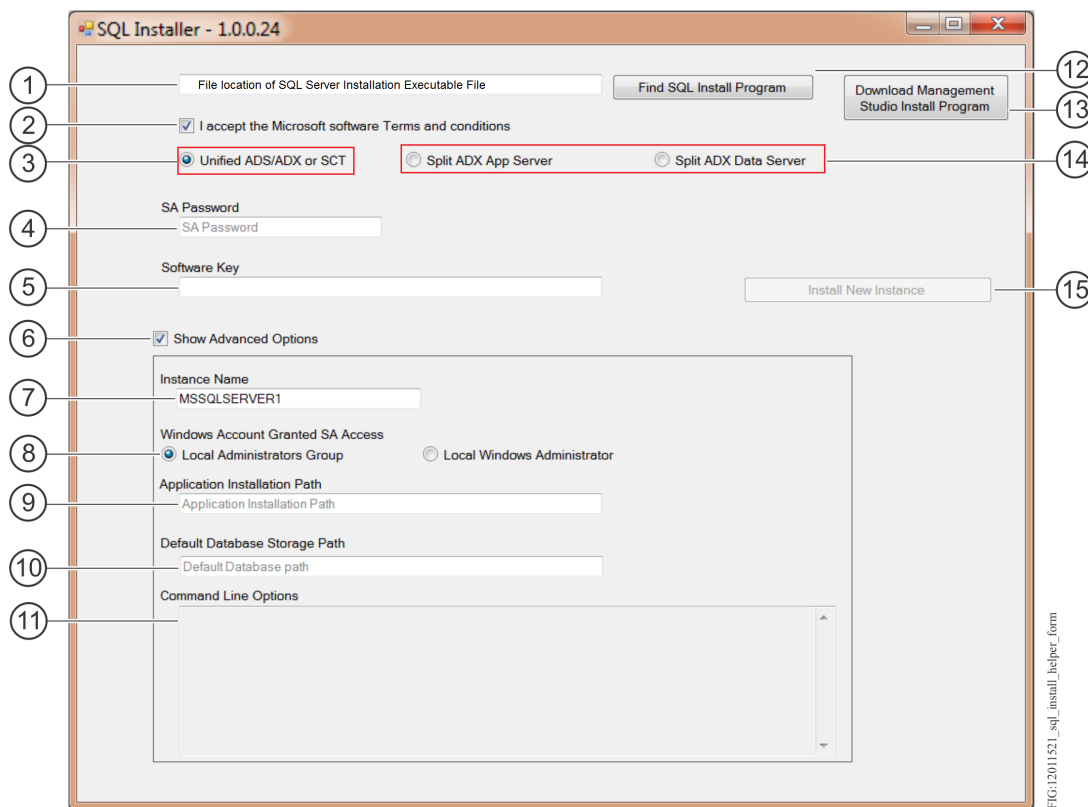 SQL Installer - 1.0.0.24
1 File location of SQL Server Installation Executable File Find SQL Install Program 12
Download Management
Studio Install Program 13
2 I accept the Microsoft software Terms and conditions
3 Unified ADS/ADX or SCT Split ADX App Server Split ADX Data Server 14
SA Password
4 SA Password
Software Key
5 Install New Instance 15
6 Show Advanced Options
Instance Name
7 MSSQLSERVER1
Windows Account Granted SA Access
8 Local Administrators Group Local Windows Administrator
Application Installation Path
9 Application Installation Path
Default Database Storage Path
10 Default Database path
Command Line Options
11
FIG:12011521_sql_install_helper_form